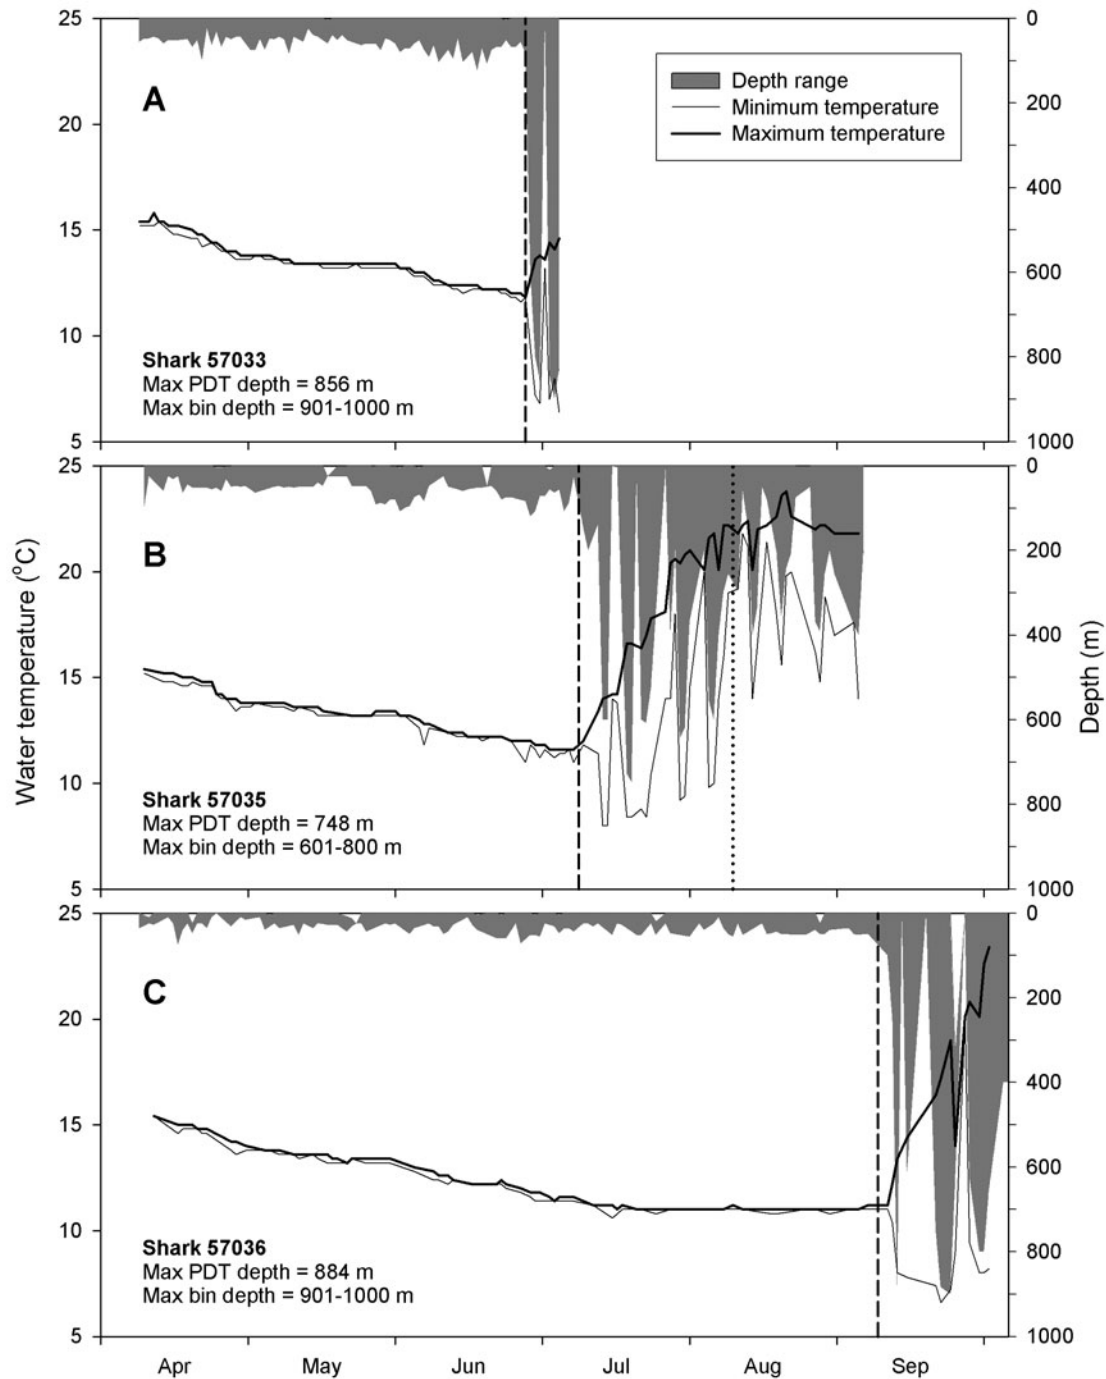 25
20
15
10
5
0
200
400
600
800
1000
A
Depth range
Minimum temperature
Maximum temperature
Shark 57033
Max PDT depth = 856 m
Max bin depth = 901-1000 m
25
20
15
10
5
0
200
400
600
800
1000
B
Water temperature (°C)
Depth (m)
Shark 57035
Max PDT depth = 748 m
Max bin depth = 601-800 m
25
20
15
10
5
0
200
400
600
800
1000
C
Shark 57036
Max PDT depth = 884 m
Max bin depth = 901-1000 m
Apr May Jun Jul Aug Sep